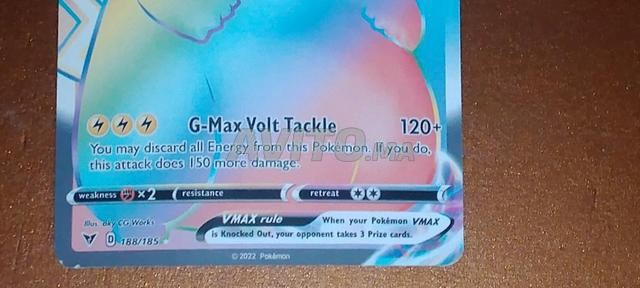 G-Max Volt Tackle 120+
You may discard all Energy from this Pokémon. If you do,
this attack does 150 more damage.
AVITO.MA
weakness ×2 resistance retreat
Illus. aky CG Works
VMAX rule When your Pokémon VMAX
is Knocked Out, your opponent takes 3 Prize cards.
D 188/185
©2022 Pokémon